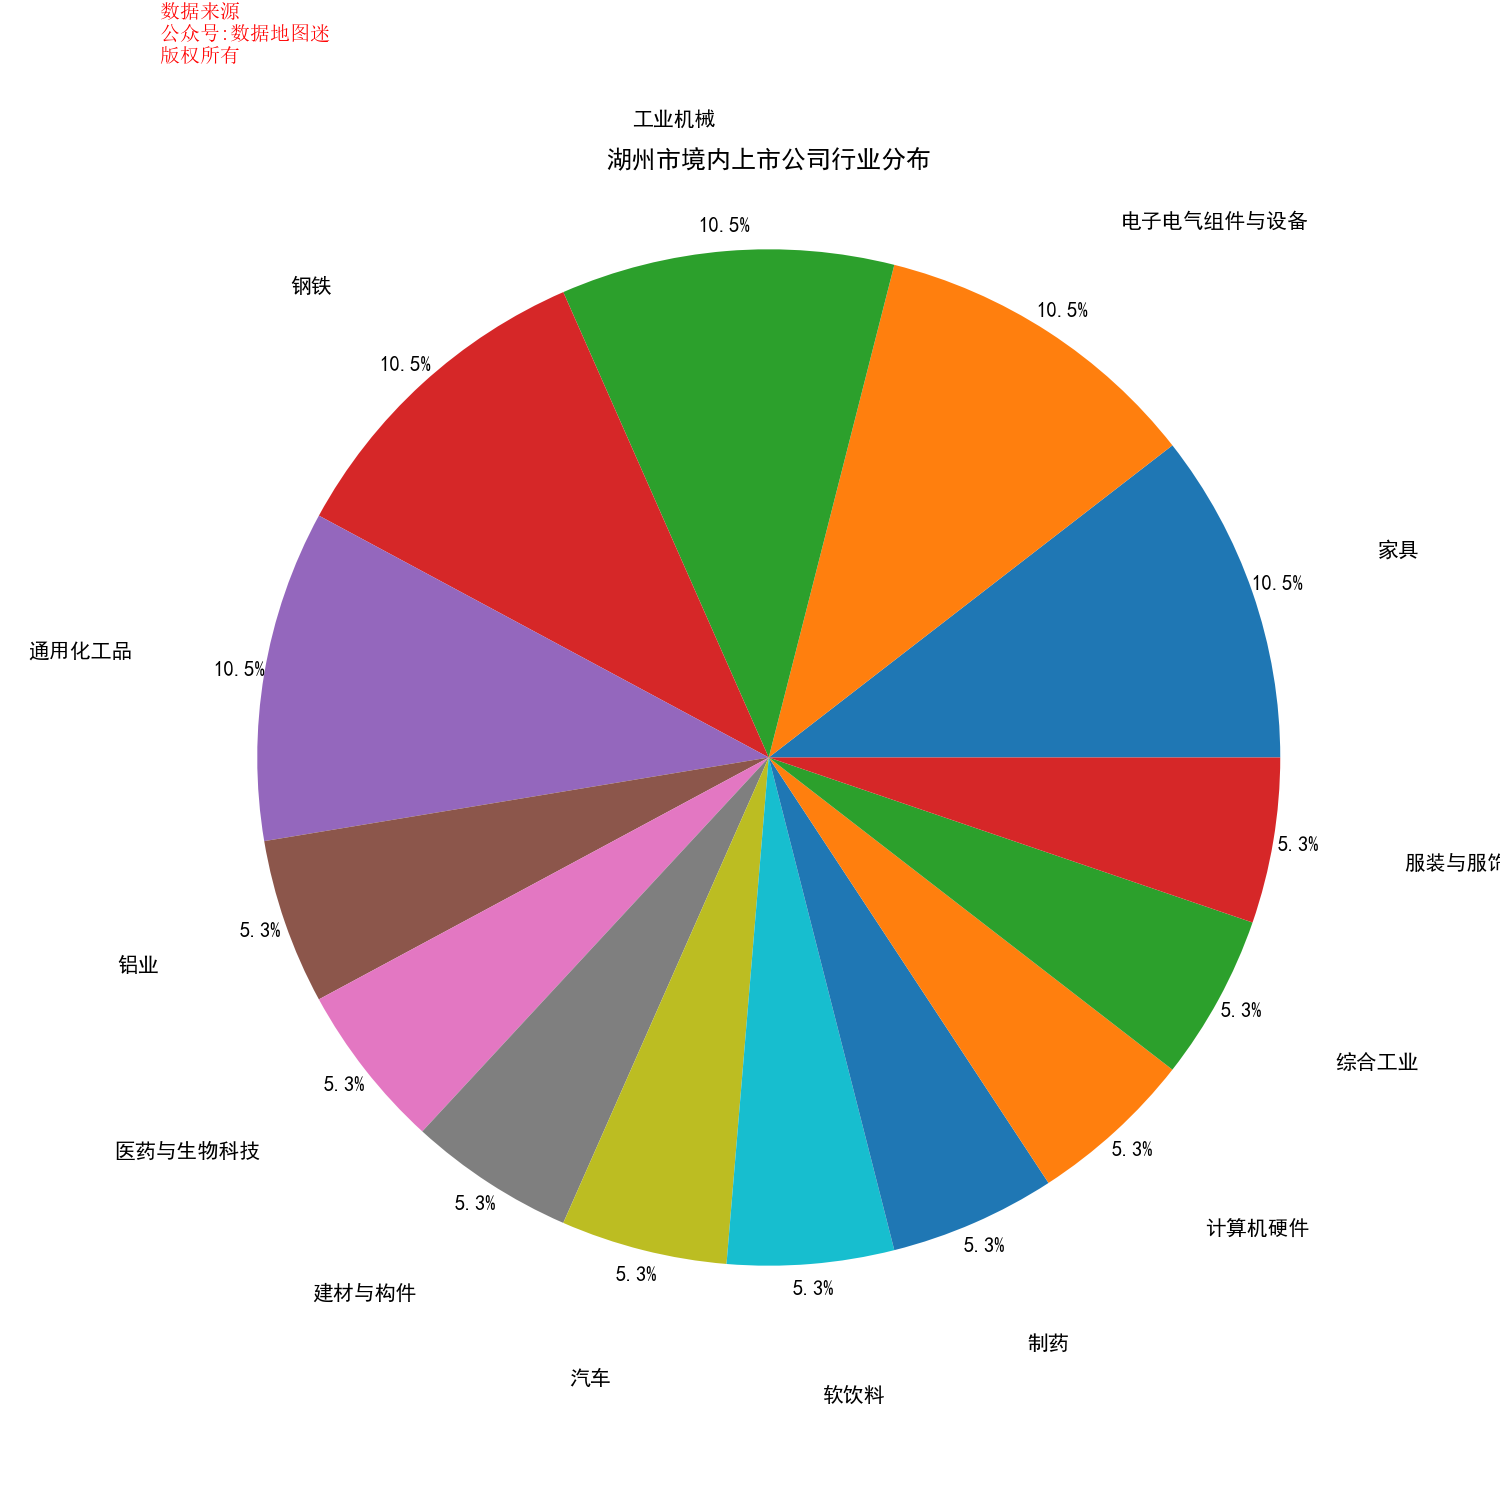 数据来源
公众号:数据地图迷
版权所有
工业机械
湖州市境内上市公司行业分布
电子电气组件与设备
10.5%
钢铁
10.5%
10.5%
家具
10.5%
通用化工品
10.5%
5.3%
服装与服饰
铝业
5.3%
5.3%
综合工业
医药与生物科技
5.3%
5.3%
计算机硬件
5.3%
5.3%
5.3%
5.3%
建材与构件
制药
汽车
软饮料